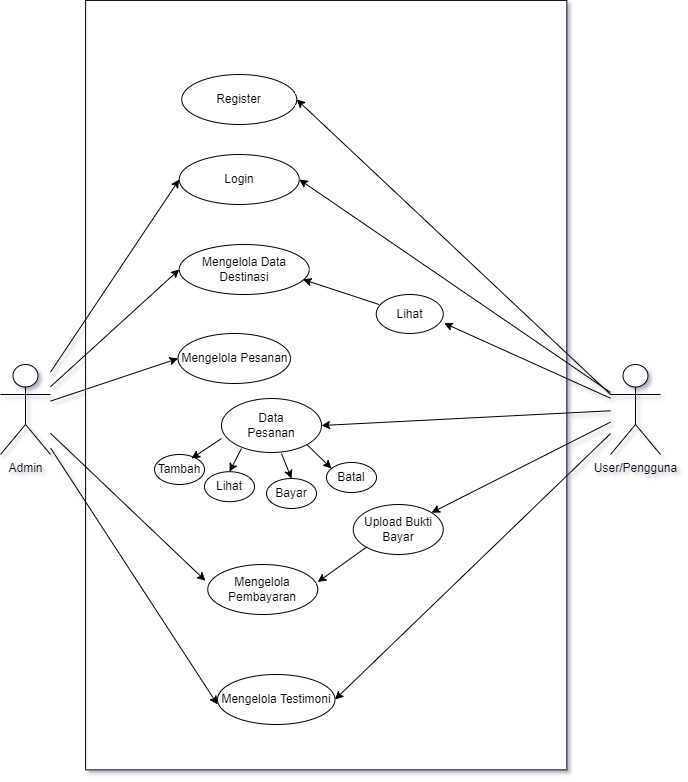 Register
Login
Mengelola Data
Destinasi
Lihat
Mengelola Pesanan
Admin
User/Pengguna
Data
Pesanan
Tambah
Lihat
Bayar
Batal
Upload Bukti
Bayar
Mengelola
Pembayaran
Mengelola Testimoni